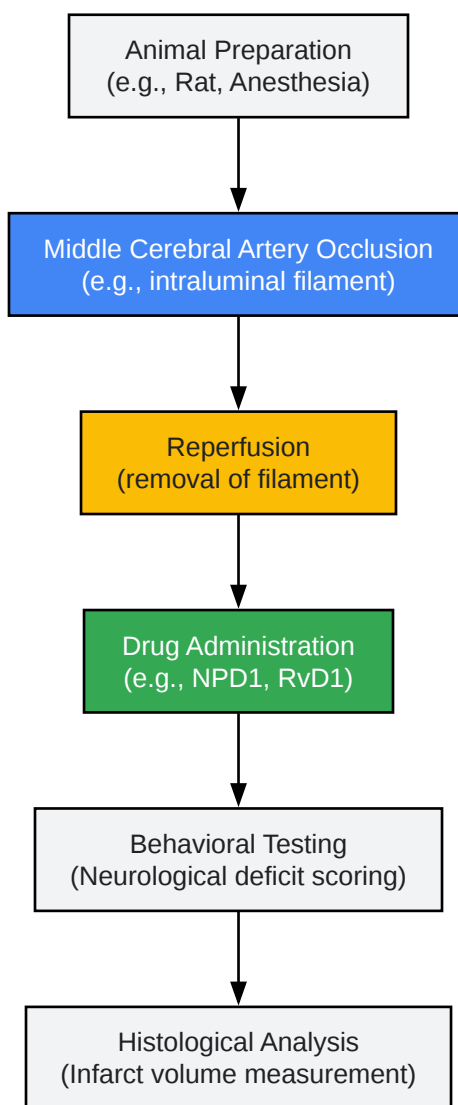 Animal Preparation
(e.g., Rat, Anesthesia)
Middle Cerebral Artery Occlusion
(e.g., intraluminal filament)
Reperfusion
(removal of filament)
Drug Administration
(e.g., NPD1, RvD1)
Behavioral Testing
(Neurological deficit scoring)
Histological Analysis
(Infarct volume measurement)